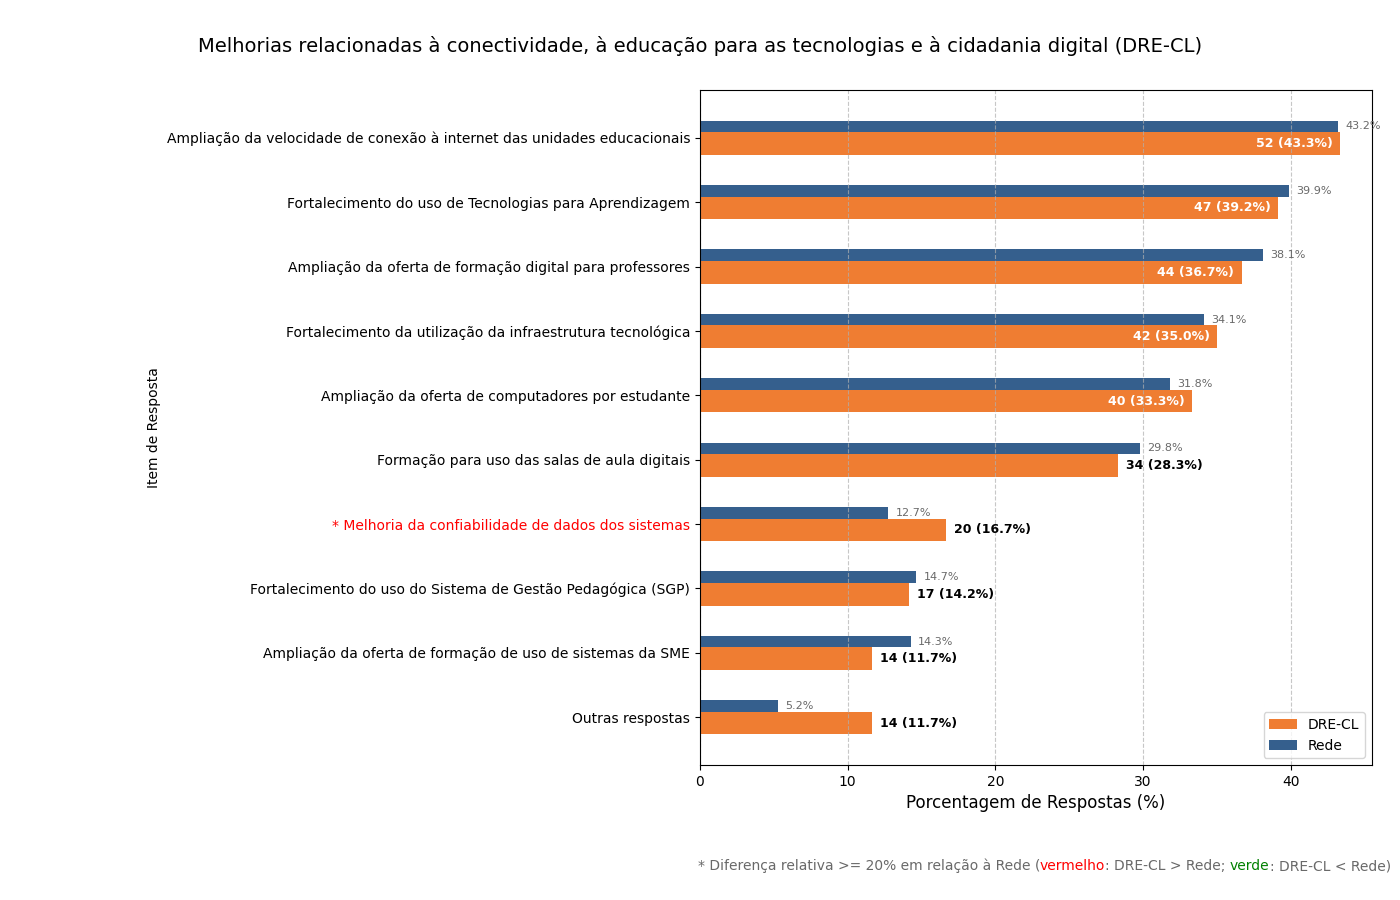 Melhorias relacionadas à conectividade, à educação para as tecnologias e à cidadania digital (DRE-CL)
Item de Resposta
Ampliação da velocidade de conexão à internet das unidades educacionais
43.2%
52 (43.3%)
Fortalecimento do uso de Tecnologias para Aprendizagem
39.9%
47 (39.2%)
Ampliação da oferta de formação digital para professores
38.1%
44 (36.7%)
Fortalecimento da utilização da infraestrutura tecnológica
34.1%
42 (35.0%)
Ampliação da oferta de computadores por estudante
31.8%
40 (33.3%)
Formação para uso das salas de aula digitais
29.8%
34 (28.3%)
* Melhoria da confiabilidade de dados dos sistemas
12.7%
20 (16.7%)
Fortalecimento do uso do Sistema de Gestão Pedagógica (SGP)
14.7%
17 (14.2%)
Ampliação da oferta de formação de uso de sistemas da SME
14.3%
14 (11.7%)
Outras respostas
5.2%
14 (11.7%)
DRE-CL
Rede
0 10 20 30 40
Porcentagem de Respostas (%)
* Diferença relativa >= 20% em relação à Rede (vermelho: DRE-CL > Rede; verde: DRE-CL < Rede)